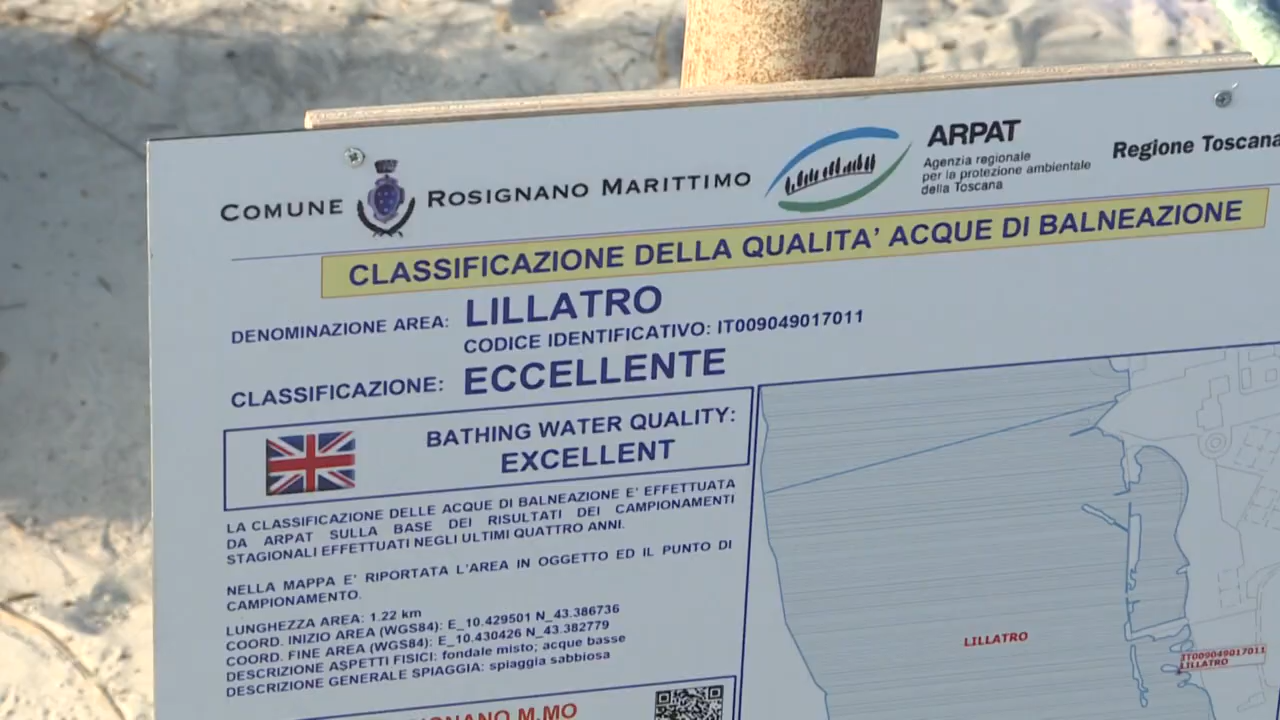 COMUNE ROSIGNANO MARITTIMO
ARPAT
Agenzia regionale
per la protezione ambientale
della Toscana
Regione Toscana
CLASSIFICAZIONE DELLA QUALITA' ACQUE DI BALNEAZIONE
DENOMINAZIONE AREA: LILLATRO
CODICE IDENTIFICATIVO: IT009049017011
CLASSIFICAZIONE: ECCELLENTE
BATHING WATER QUALITY:
EXCELLENT
LA CLASSIFICAZIONE DELLE ACQUE DI BALNEAZIONE E' EFFETTUATA
DA ARPAT SULLA BASE DEI RISULTATI DEI CAMPIONAMENTI
STAGIONALI EFFETTUATI NEGLI ULTIMI QUATTRO ANNI.
NELLA MAPPA E' RIPORTATA L'AREA IN OGGETTO ED IL PUNTO DI
CAMPIONAMENTO.
LUNGHEZZA AREA: 1.22 km
COORD. INIZIO AREA (WGS84): E_10.429501 N_43.386736
COORD. FINE AREA (WGS84): E_10.430426 N_43.382779
DESCRIZIONE ASPETTI FISICI: fondale misto; acque basse
DESCRIZIONE GENERALE SPIAGGIA: spiaggia sabbiosa
LILLATRO
IT009049017011
LILLATRO
M.MO